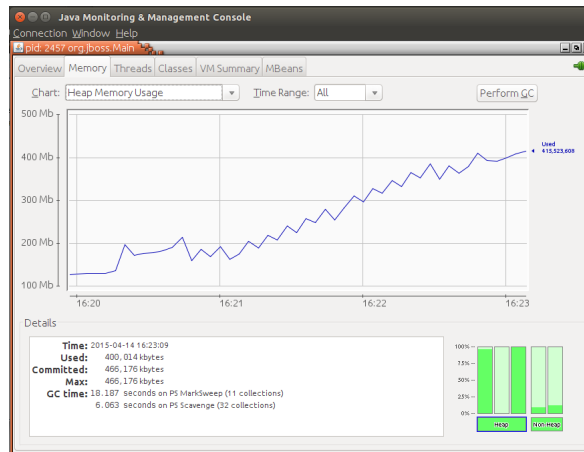 Java Monitoring & Management Console
Connection Window Help
pid: 2457 org.jboss.Main
Overview Memory Threads Classes VM Summary MBeans
Chart: Heap Memory Usage Time Range: All Perform GC
500 Mb
400 Mb
300 Mb
200 Mb
100 Mb
Used
415,523,608
16:20 16:21 16:22 16:23
Details
Time: 2015-04-14 16:23:09
Used: 400,014 kbytes
Committed: 466,176 kbytes
Max: 466,176 kbytes
GC time: 18.187 seconds on PS MarkSweep (11 collections)
6.063 seconds on PS Scavenge (32 collections)
100%
75%
50%
25%
0%
Heap Non-Heap